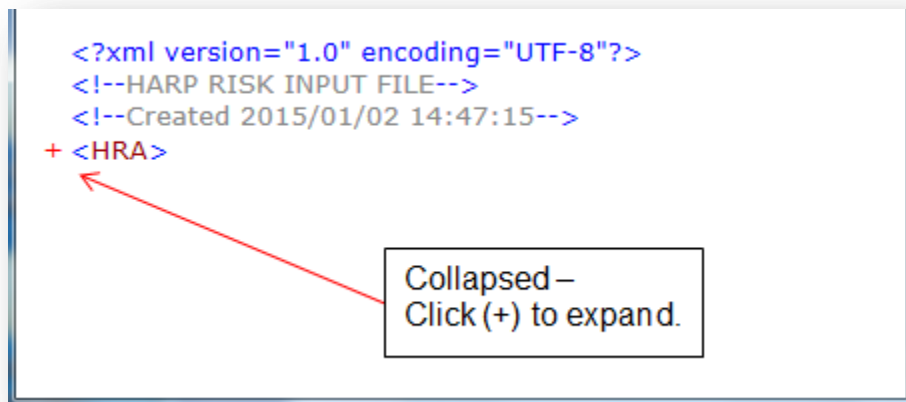 <?xml version="1.0" encoding="UTF-8"?>
<!--HARP RISK INPUT FILE-->
<!--Created 2015/01/02 14:47:15-->
+ <HRA>
Collapsed –
Click (+) to expand.